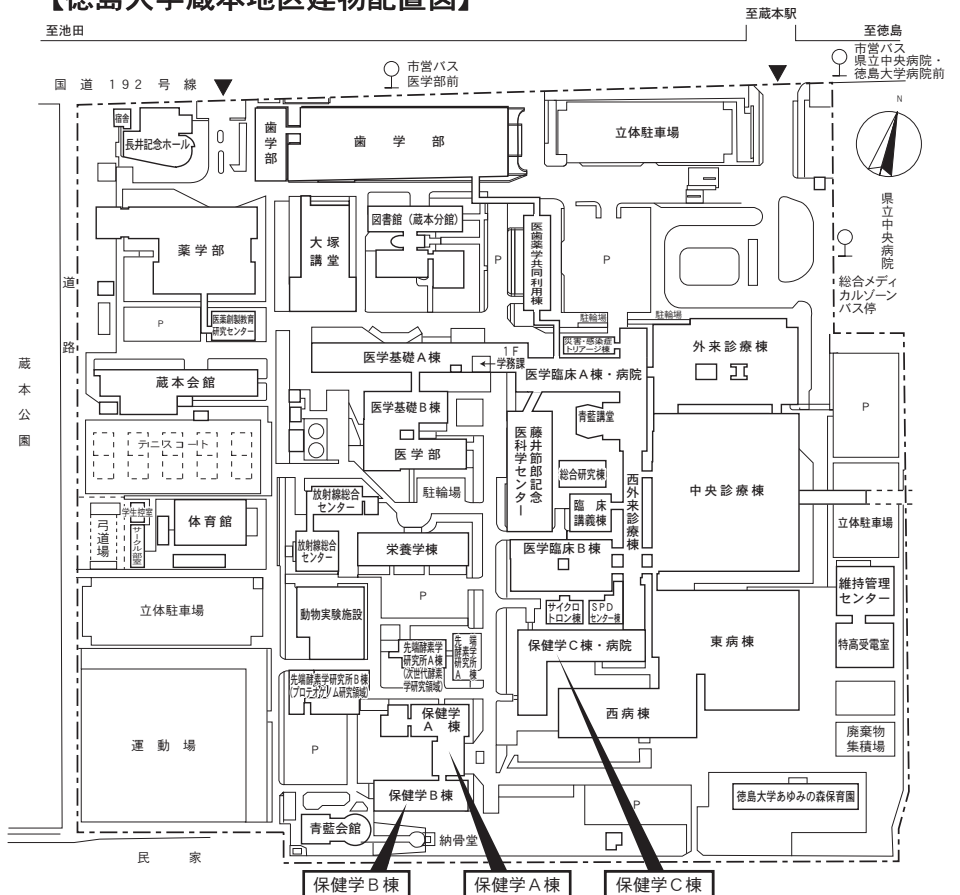 【徳島大学蔵本地区建物配置図】
至池田
至蔵本駅
至徳島
国道192号線
市営バス
医学部前
市営バス
県立中央病院・
徳島大学病院前
N
宿舎
長井記念ホール
歯学部
歯学部
立体駐車場
県立中央病院
薬学部
大塚
講堂
図書館(蔵本分館)
P
医歯薬学共同利用棟
P
総合メディ
カルゾーン
バス停
道路
P
医薬創製教育
研究センター
駐輪場
駐輪場
医学基礎A棟
1F
学務課
災害・感染症
トリアージ棟
外来診療棟
医学臨床A棟・病院
蔵本公園
蔵本会館
医学基礎B棟
青藍講堂
P
テニスコート
医学部
藤井節郎記念
医科学センター
総合研究棟
西外来診療棟
中央診療棟
放射線総合
センター
駐輪場
臨床
講義棟
弓道場
学生控室
サークル部室
体育館
立体駐車場
放射線総合
センター
栄養学棟
医学臨床B棟
維持管理
センター
立体駐車場
動物実験施設
P
サイクロ
トロン棟
SPD
センター棟
東病棟
特高受電室
先端酵素学
研究所A棟
(次世代酵素
学研究領域)
先端酵素学研究所A棟
保健学C棟・病院
先端酵素学研究所B棟
(プロテオゲノム研究領域)
西病棟
運動場
P
保健学
A棟
廃棄物
集積場
保健学B棟
P
徳島大学あゆみの森保育園
青藍会館
納骨堂
民家
保健学B棟
保健学A棟
保健学C棟